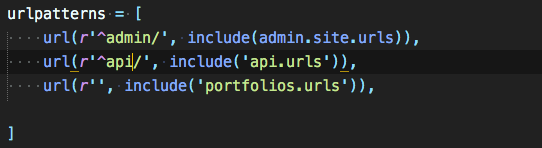 urlpatterns = [
    url(r'^admin/', include(admin.site.urls)),
    url(r'^api/', include('api.urls')),
    url(r'', include('portfolios.urls')),
]